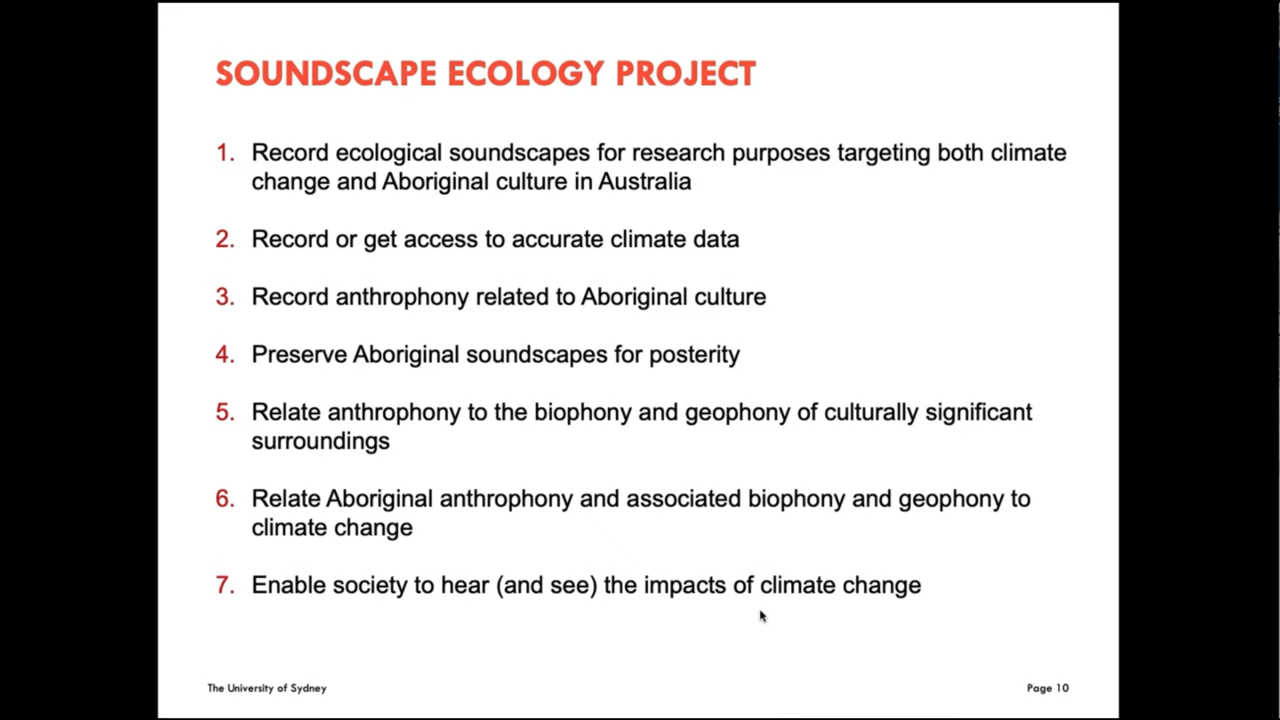 SOUNDSCAPE ECOLOGY PROJECT
1. Record ecological soundscapes for research purposes targeting both climate
change and Aboriginal culture in Australia
2. Record or get access to accurate climate data
3. Record anthrophony related to Aboriginal culture
4. Preserve Aboriginal soundscapes for posterity
5. Relate anthrophony to the biophony and geophony of culturally significant
surroundings
6. Relate Aboriginal anthrophony and associated biophony and geophony to
climate change
7. Enable society to hear (and see) the impacts of climate change
The University of Sydney
Page 10